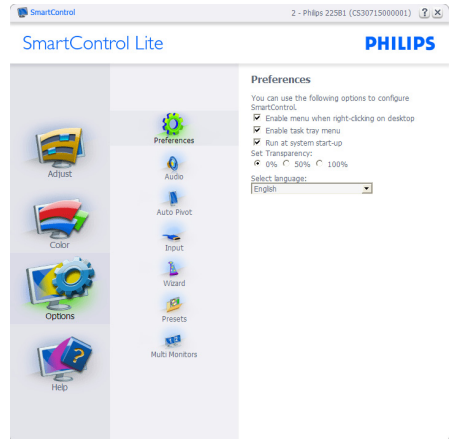 SmartControl
2 - Philips 225B1 (CS30715000001)
? ×
SmartControl Lite
PHILIPS
Adjust
Color
Options
Help
Preferences
Audio
Auto Pivot
Input
Wizard
Presets
Multi Monitors
Preferences
You can use the following options to configure
SmartControl.
Enable menu when right-clicking on desktop
Enable task tray menu
Run at system start-up
Set Transparency:
0% 50% 100%
Select language:
English